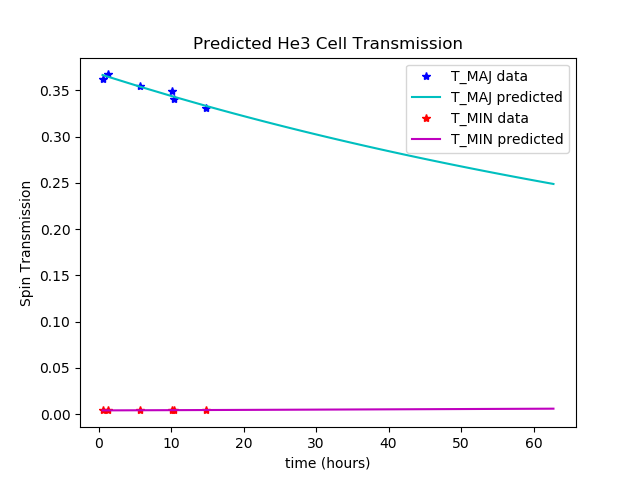 Predicted He3 Cell Transmission
T_MAJ data
T_MAJ predicted
T_MIN data
T_MIN predicted
Spin Transmission
0.35
0.30
0.25
0.20
0.15
0.10
0.05
0.00
0 10 20 30 40 50 60
time (hours)